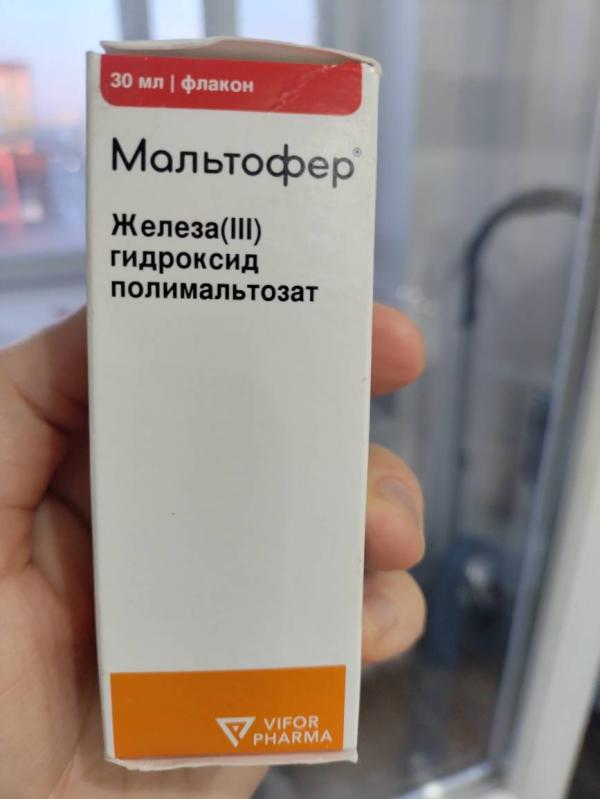 30 мл | флакон
Мальтофер®
Железа(III)
гидроксид
полимальтозат
VIFOR
PHARMA